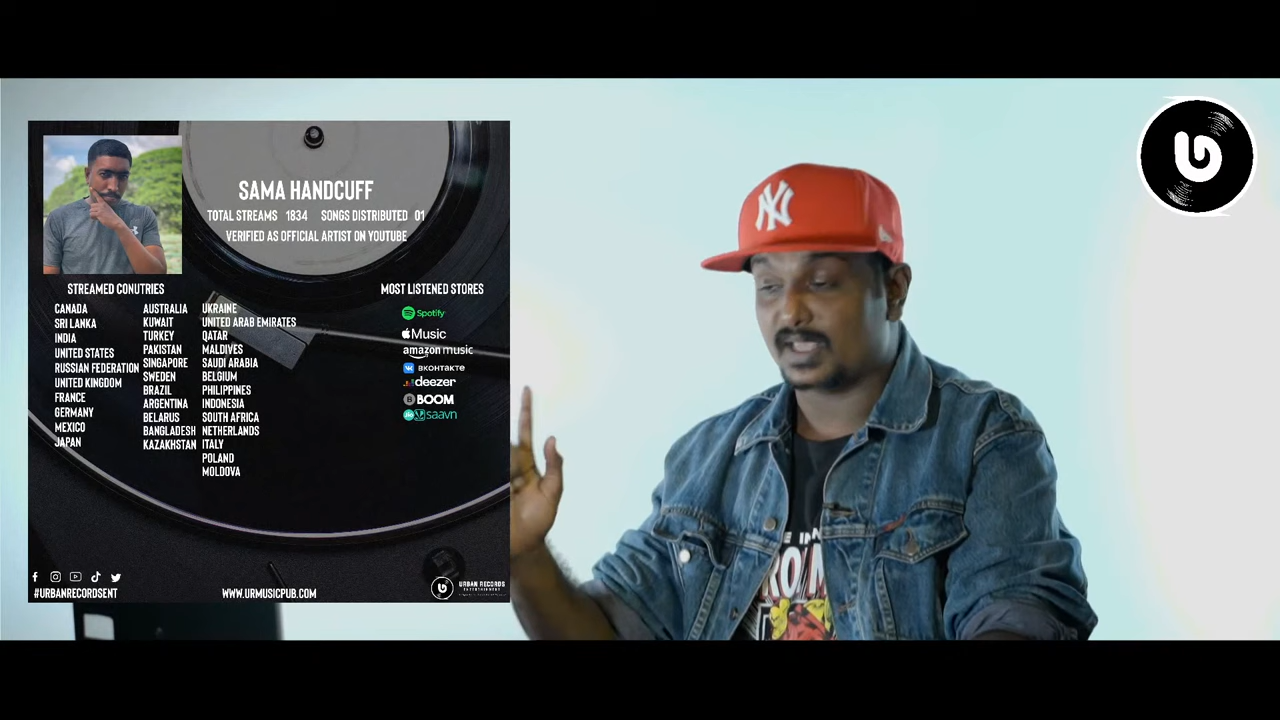 SAMA HANDCUFF
TOTAL STREAMS 1834 SONGS DISTRIBUTED 01
VERIFIED AS OFFICIAL ARTIST ON YOUTUBE
STREAMED CONUTRIES
CANADA
SRI LANKA
INDIA
UNITED STATES
RUSSIAN FEDERATION
UNITED KINGDOM
FRANCE
GERMANY
MEXICO
JAPAN
AUSTRALIA
KUWAIT
TURKEY
PAKISTAN
SINGAPORE
SWEDEN
BRAZIL
ARGENTINA
BELARUS
BANGLADESH
KAZAKHSTAN
UKRAINE
UNITED ARAB EMIRATES
QATAR
MALDIVES
SAUDI ARABIA
BELGIUM
PHILIPPINES
INDONESIA
SOUTH AFRICA
NETHERLANDS
ITALY
POLAND
MOLDOVA
MOST LISTENED STORES
Spotify
Music
amazon music
вконтакте
deezer
BOOM
saavn
#URBANRECORDSENT
WWW.URMUSICPUB.COM
URBAN RECORDS
ENTERTAINMENT
b
NY